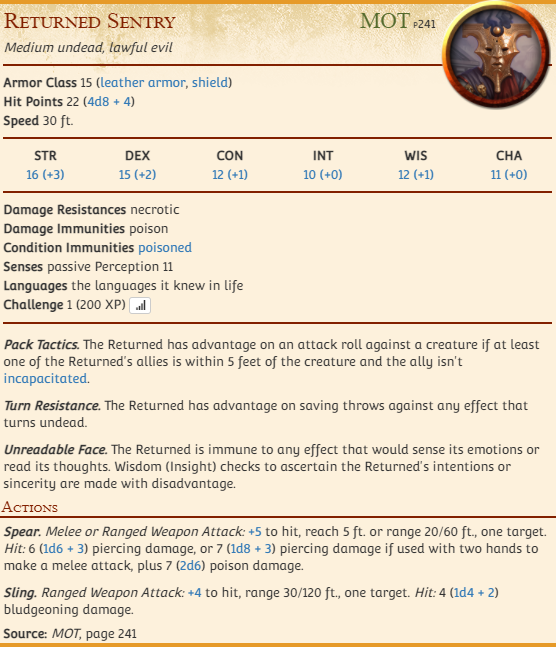 Returned Sentry
MOT p241
Medium undead, lawful evil
Armor Class 15 (leather armor, shield)
Hit Points 22 (4d8 + 4)
Speed 30 ft.
STR DEX CON INT WIS CHA
16 (+3) 15 (+2) 12 (+1) 10 (+0) 12 (+1) 11 (+0)
Damage Resistances necrotic
Damage Immunities poison
Condition Immunities poisoned
Senses passive Perception 11
Languages the languages it knew in life
Challenge 1 (200 XP)
Pack Tactics. The Returned has advantage on an attack roll against a creature if at least
one of the Returned's allies is within 5 feet of the creature and the ally isn't
incapacitated.
Turn Resistance. The Returned has advantage on saving throws against any effect that
turns undead.
Unreadable Face. The Returned is immune to any effect that would sense its emotions or
read its thoughts. Wisdom (Insight) checks to ascertain the Returned's intentions or
sincerity are made with disadvantage.
Actions
Spear. Melee or Ranged Weapon Attack: +5 to hit, reach 5 ft. or range 20/60 ft., one target.
Hit: 6 (1d6 + 3) piercing damage, or 7 (1d8 + 3) piercing damage if used with two hands to
make a melee attack, plus 7 (2d6) poison damage.
Sling. Ranged Weapon Attack: +4 to hit, range 30/120 ft., one target. Hit: 4 (1d4 + 2)
bludgeoning damage.
Source: MOT, page 241